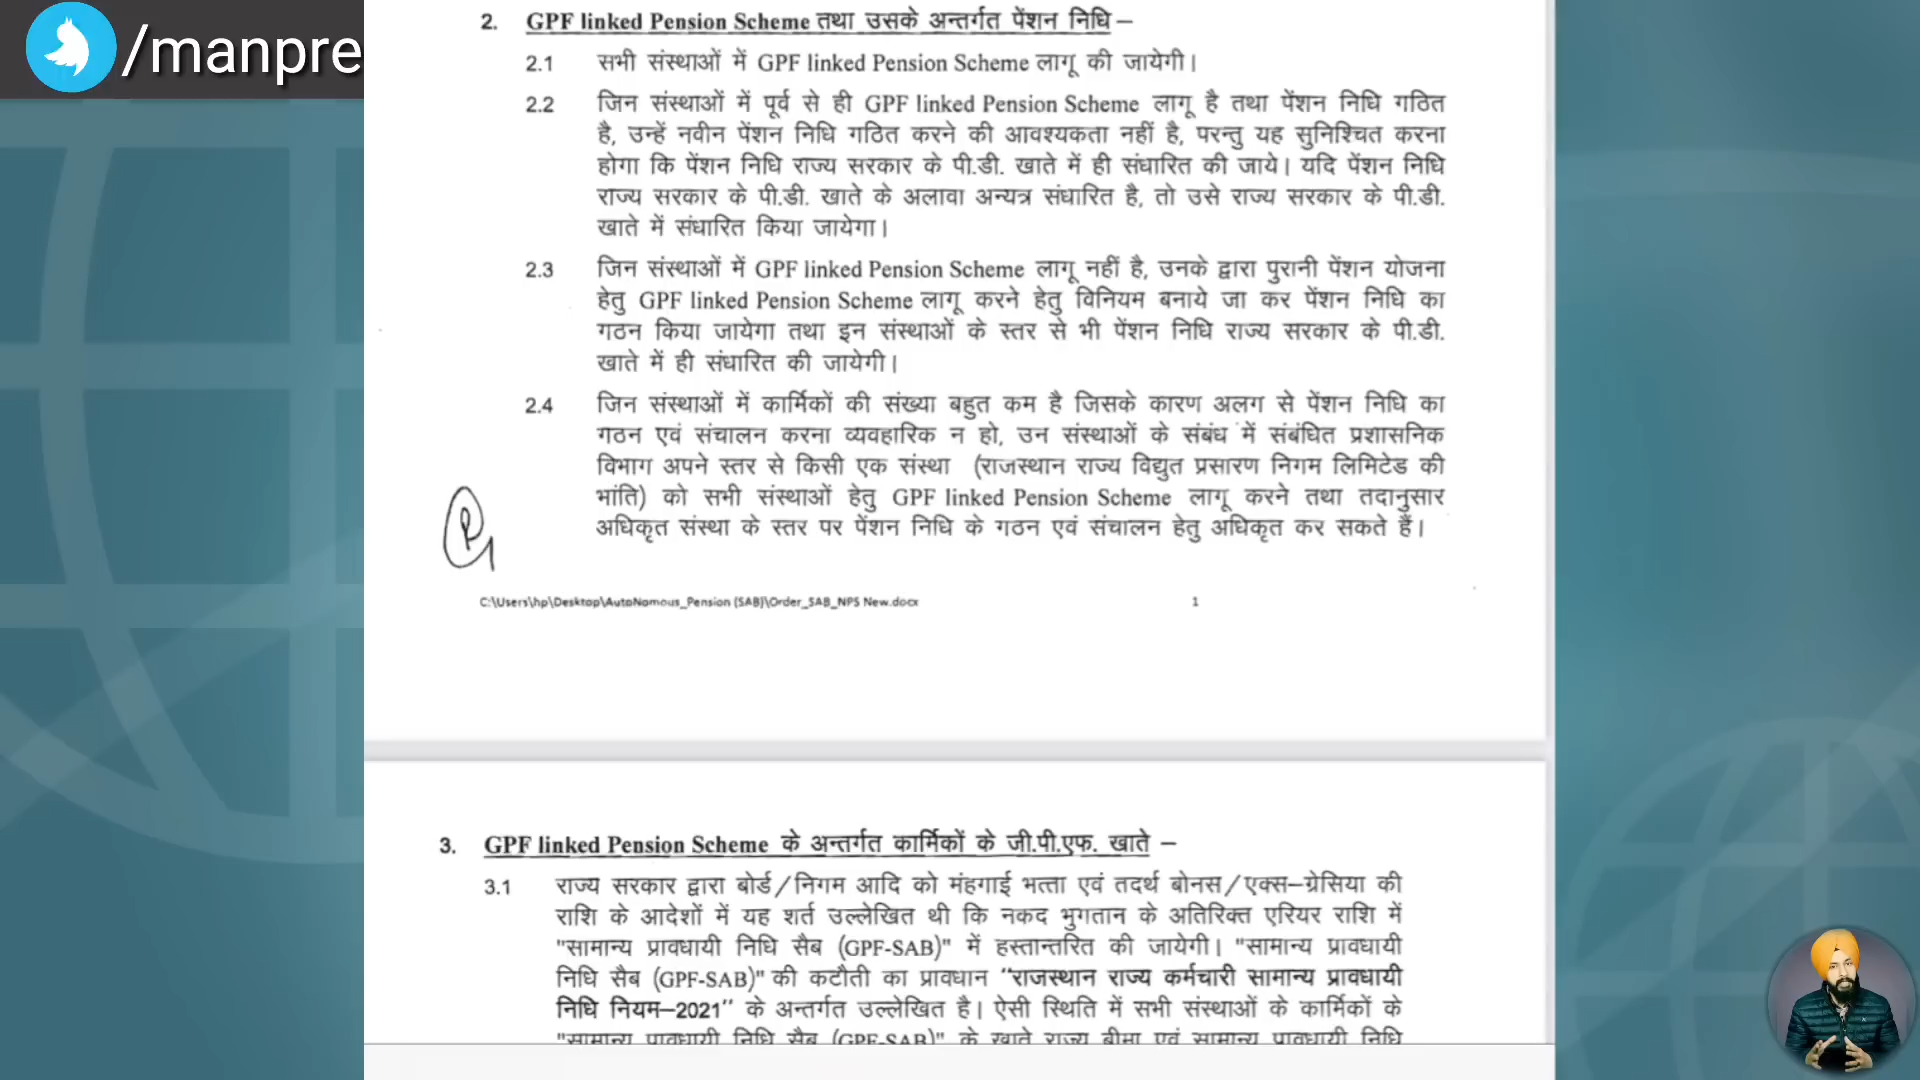 /manpre
2. GPF linked Pension Scheme तथा उसके अन्तर्गत पेंशन निधि –
2.1 सभी संस्थाओं में GPF linked Pension Scheme लागू की जायेगी।
2.2 जिन संस्थाओं में पूर्व से ही GPF linked Pension Scheme लागू है तथा पेंशन निधि गठित
है, उन्हें नवीन पेंशन निधि गठित करने की आवश्यकता नहीं है, परन्तु यह सुनिश्चित करना
होगा कि पेंशन निधि राज्य सरकार के पी.डी. खाते में ही संधारित की जाये। यदि पेंशन निधि
राज्य सरकार के पी.डी. खाते के अलावा अन्यत्र संधारित है, तो उसे राज्य सरकार के पी.डी.
खाते में संधारित किया जायेगा।
2.3 जिन संस्थाओं में GPF linked Pension Scheme लागू नहीं है, उनके द्वारा पुरानी पेंशन योजना
हेतु GPF linked Pension Scheme लागू करने हेतु विनियम बनाये जा कर पेंशन निधि का
गठन किया जायेगा तथा इन संस्थाओं के स्तर से भी पेंशन निधि राज्य सरकार के पी.डी.
खाते में ही संधारित की जायेगी।
2.4 जिन संस्थाओं में कार्मिकों की संख्या बहुत कम है जिसके कारण अलग से पेंशन निधि का
गठन एवं संचालन करना व्यवहारिक न हो, उन संस्थाओं के संबंध में संबंधित प्रशासनिक
विभाग अपने स्तर से किसी एक संस्था (राजस्थान राज्य विद्युत प्रसारण निगम लिमिटेड की
भांति) को सभी संस्थाओं हेतु GPF linked Pension Scheme लागू करने तथा तदानुसार
अधिकृत संस्था के स्तर पर पेंशन निधि के गठन एवं संचालन हेतु अधिकृत कर सकते हैं।
C:\Users\hp\Desktop\AutoNomous_Pension (SAB)\Order_SAB_NPS New.docx 1
3. GPF linked Pension Scheme के अन्तर्गत कार्मिकों के जी.पी.एफ. खाते –
3.1 राज्य सरकार द्वारा बोर्ड/निगम आदि को मंहगाई भत्ता एवं तदर्थ बोनस/एक्स–ग्रेसिया की
राशि के आदेशों में यह शर्त उल्लेखित थी कि नकद भुगतान के अतिरिक्त एरियर राशि में
"सामान्य प्रावधायी निधि सैब (GPF-SAB)" में हस्तान्तरित की जायेगी। "सामान्य प्रावधायी
निधि सैब (GPF-SAB)" की कटौती का प्रावधान "राजस्थान राज्य कर्मचारी सामान्य प्रावधायी
निधि नियम–2021" के अन्तर्गत उल्लेखित है। ऐसी स्थिति में सभी संस्थाओं के कार्मिकों के
"सामान्य प्रावधायी निधि सैब (GPF-SAB)" के खाते राज्य बीमा एवं सामान्य प्रावधायी निधि